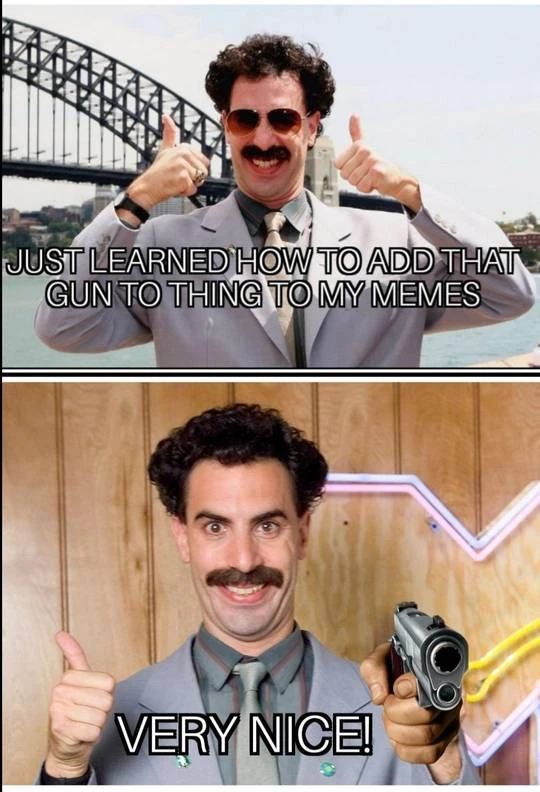 JUST LEARNED HOW TO ADD THAT
GUN TO THING TO MY MEMES
VERY NICE!